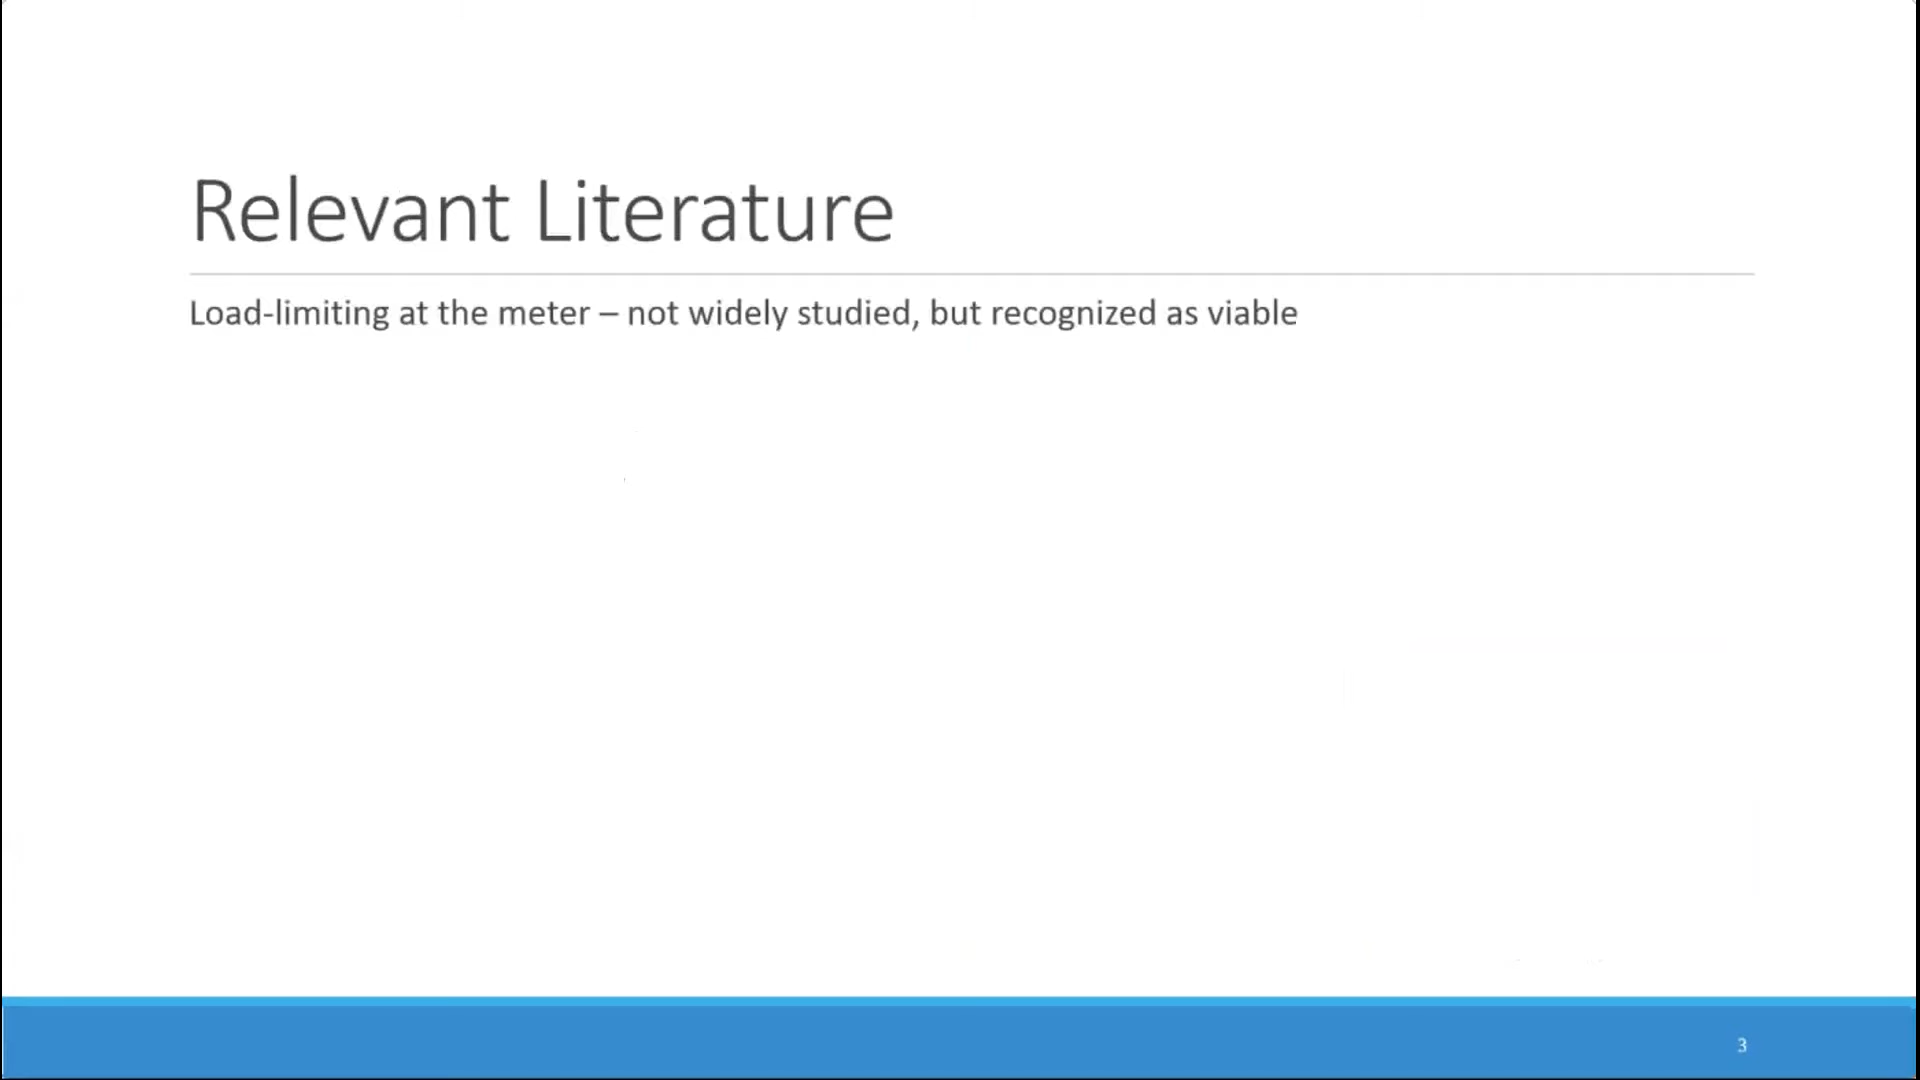 Relevant Literature
Load-limiting at the meter – not widely studied, but recognized as viable
3